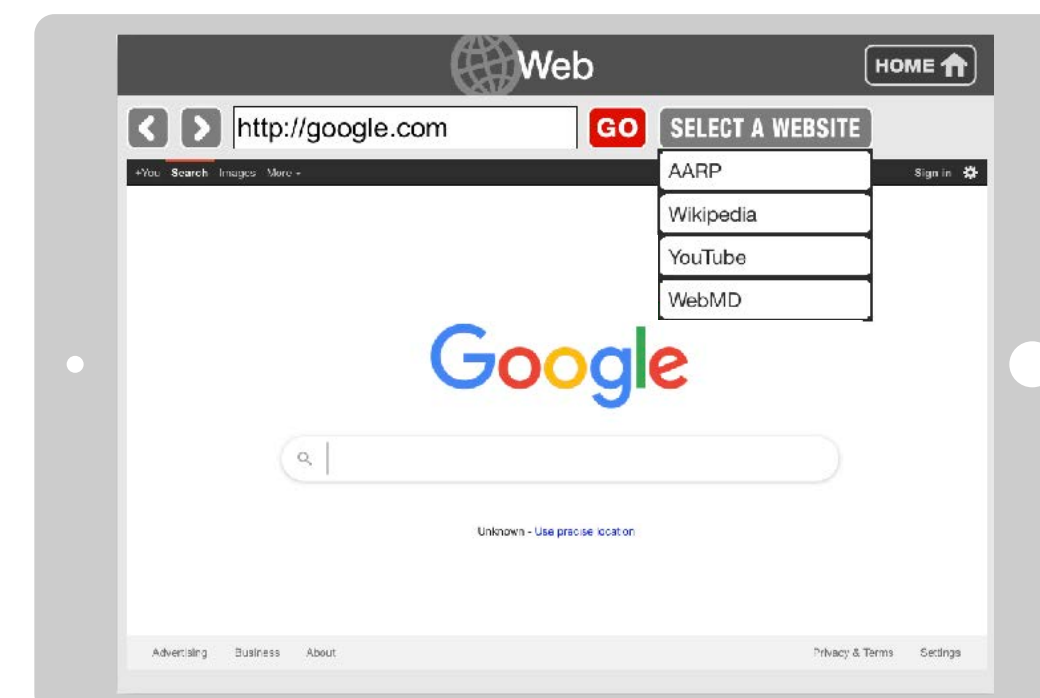 Web
HOME
http://google.com GO SELECT A WEBSITE
+You Search Images More
AARP
Sign in
Wikipedia
YouTube
WebMD
Google
Unknown - Use precise location
Advertising Business About Privacy & Terms Settings